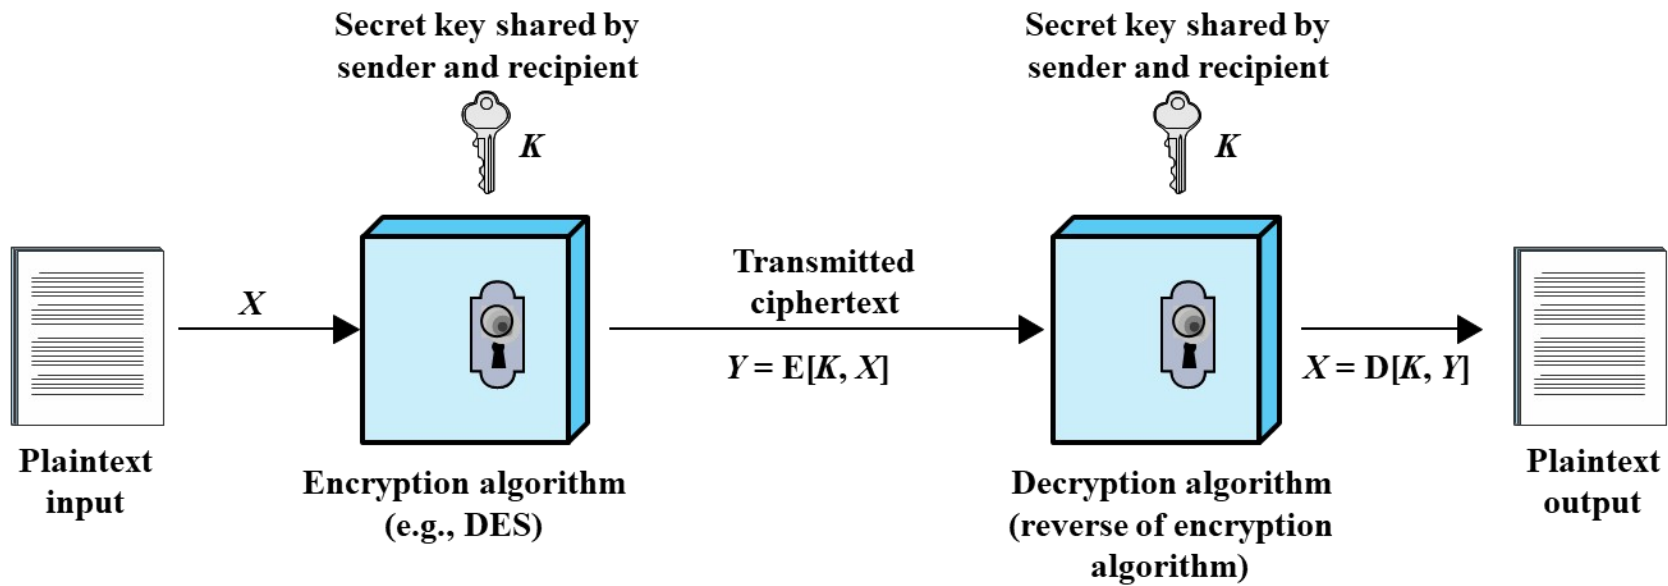 Secret key shared by
sender and recipient
K
Secret key shared by
sender and recipient
K
X
Transmitted
ciphertext
Y = E[K, X]
X = D[K, Y]
Plaintext
input
Encryption algorithm
(e.g., DES)
Decryption algorithm
(reverse of encryption
algorithm)
Plaintext
output